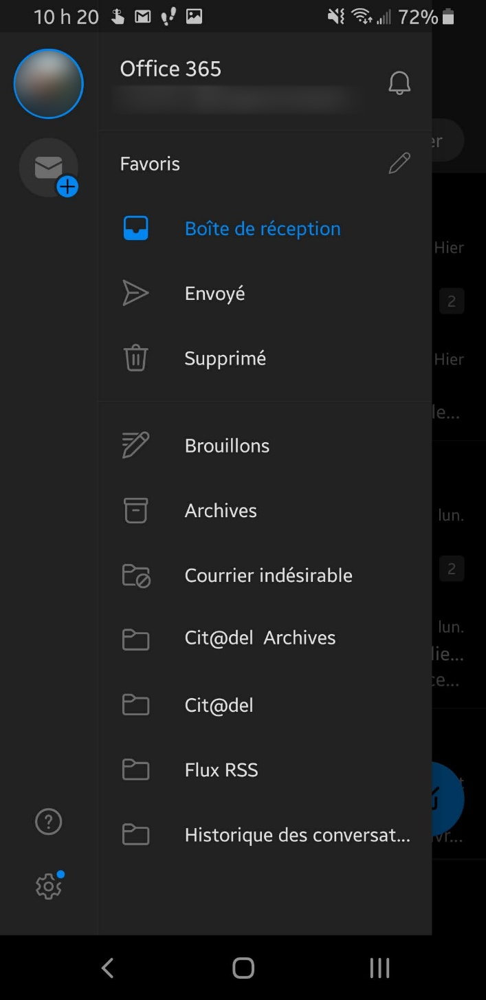 10 h 20
72%
Office 365
Favoris
er
Boîte de réception
Hier
Envoyé
2
Supprimé
Hier
le...
Brouillons
Archives
lun.
Courrier indésirable
2
Cit@del Archives
lun.
lie...
ce...
Cit@del
Flux RSS
Historique des conversat...
vr...